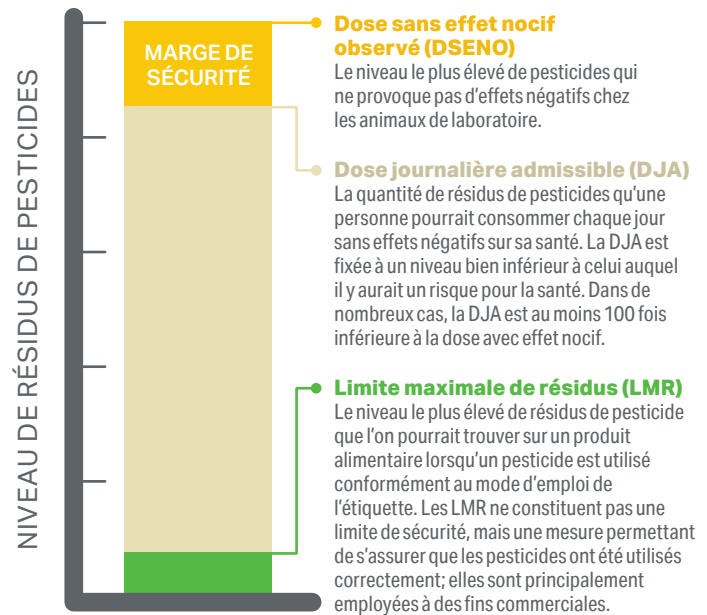 NIVEAU DE RÉSIDUS DE PESTICIDES
MARGE DE
SÉCURITÉ
Dose sans effet nocif
observé (DSENO)
Le niveau le plus élevé de pesticides qui
ne provoque pas d'effets négatifs chez
les animaux de laboratoire.
Dose journalière admissible (DJA)
La quantité de résidus de pesticides qu'une
personne pourrait consommer chaque jour
sans effets négatifs sur sa santé. La DJA est
fixée à un niveau bien inférieur à celui auquel
il y aurait un risque pour la santé. Dans de
nombreux cas, la DJA est au moins 100 fois
inférieure à la dose avec effet nocif.
Limite maximale de résidus (LMR)
Le niveau le plus élevé de résidus de pesticide
que l'on pourrait trouver sur un produit
alimentaire lorsqu'un pesticide est utilisé
conformément au mode d'emploi de
l'étiquette. Les LMR ne constituent pas une
limite de sécurité, mais une mesure permettant
de s'assurer que les pesticides ont été utilisés
correctement; elles sont principalement
employées à des fins commerciales.